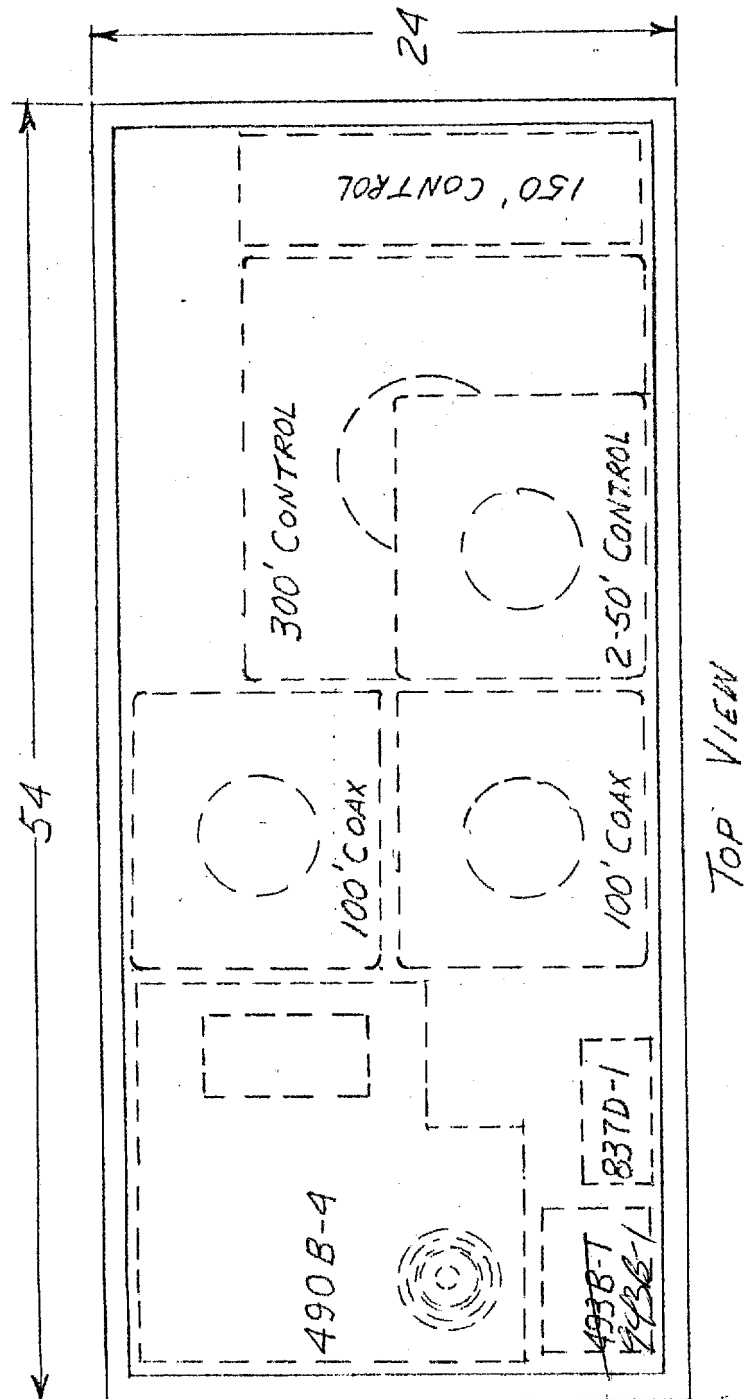 54
24
490B-4
100' COAX
300' CONTROL
150' CONTROL
493B-1
837D-1
100' COAX
2-50' CONTROL
TOP VIEW